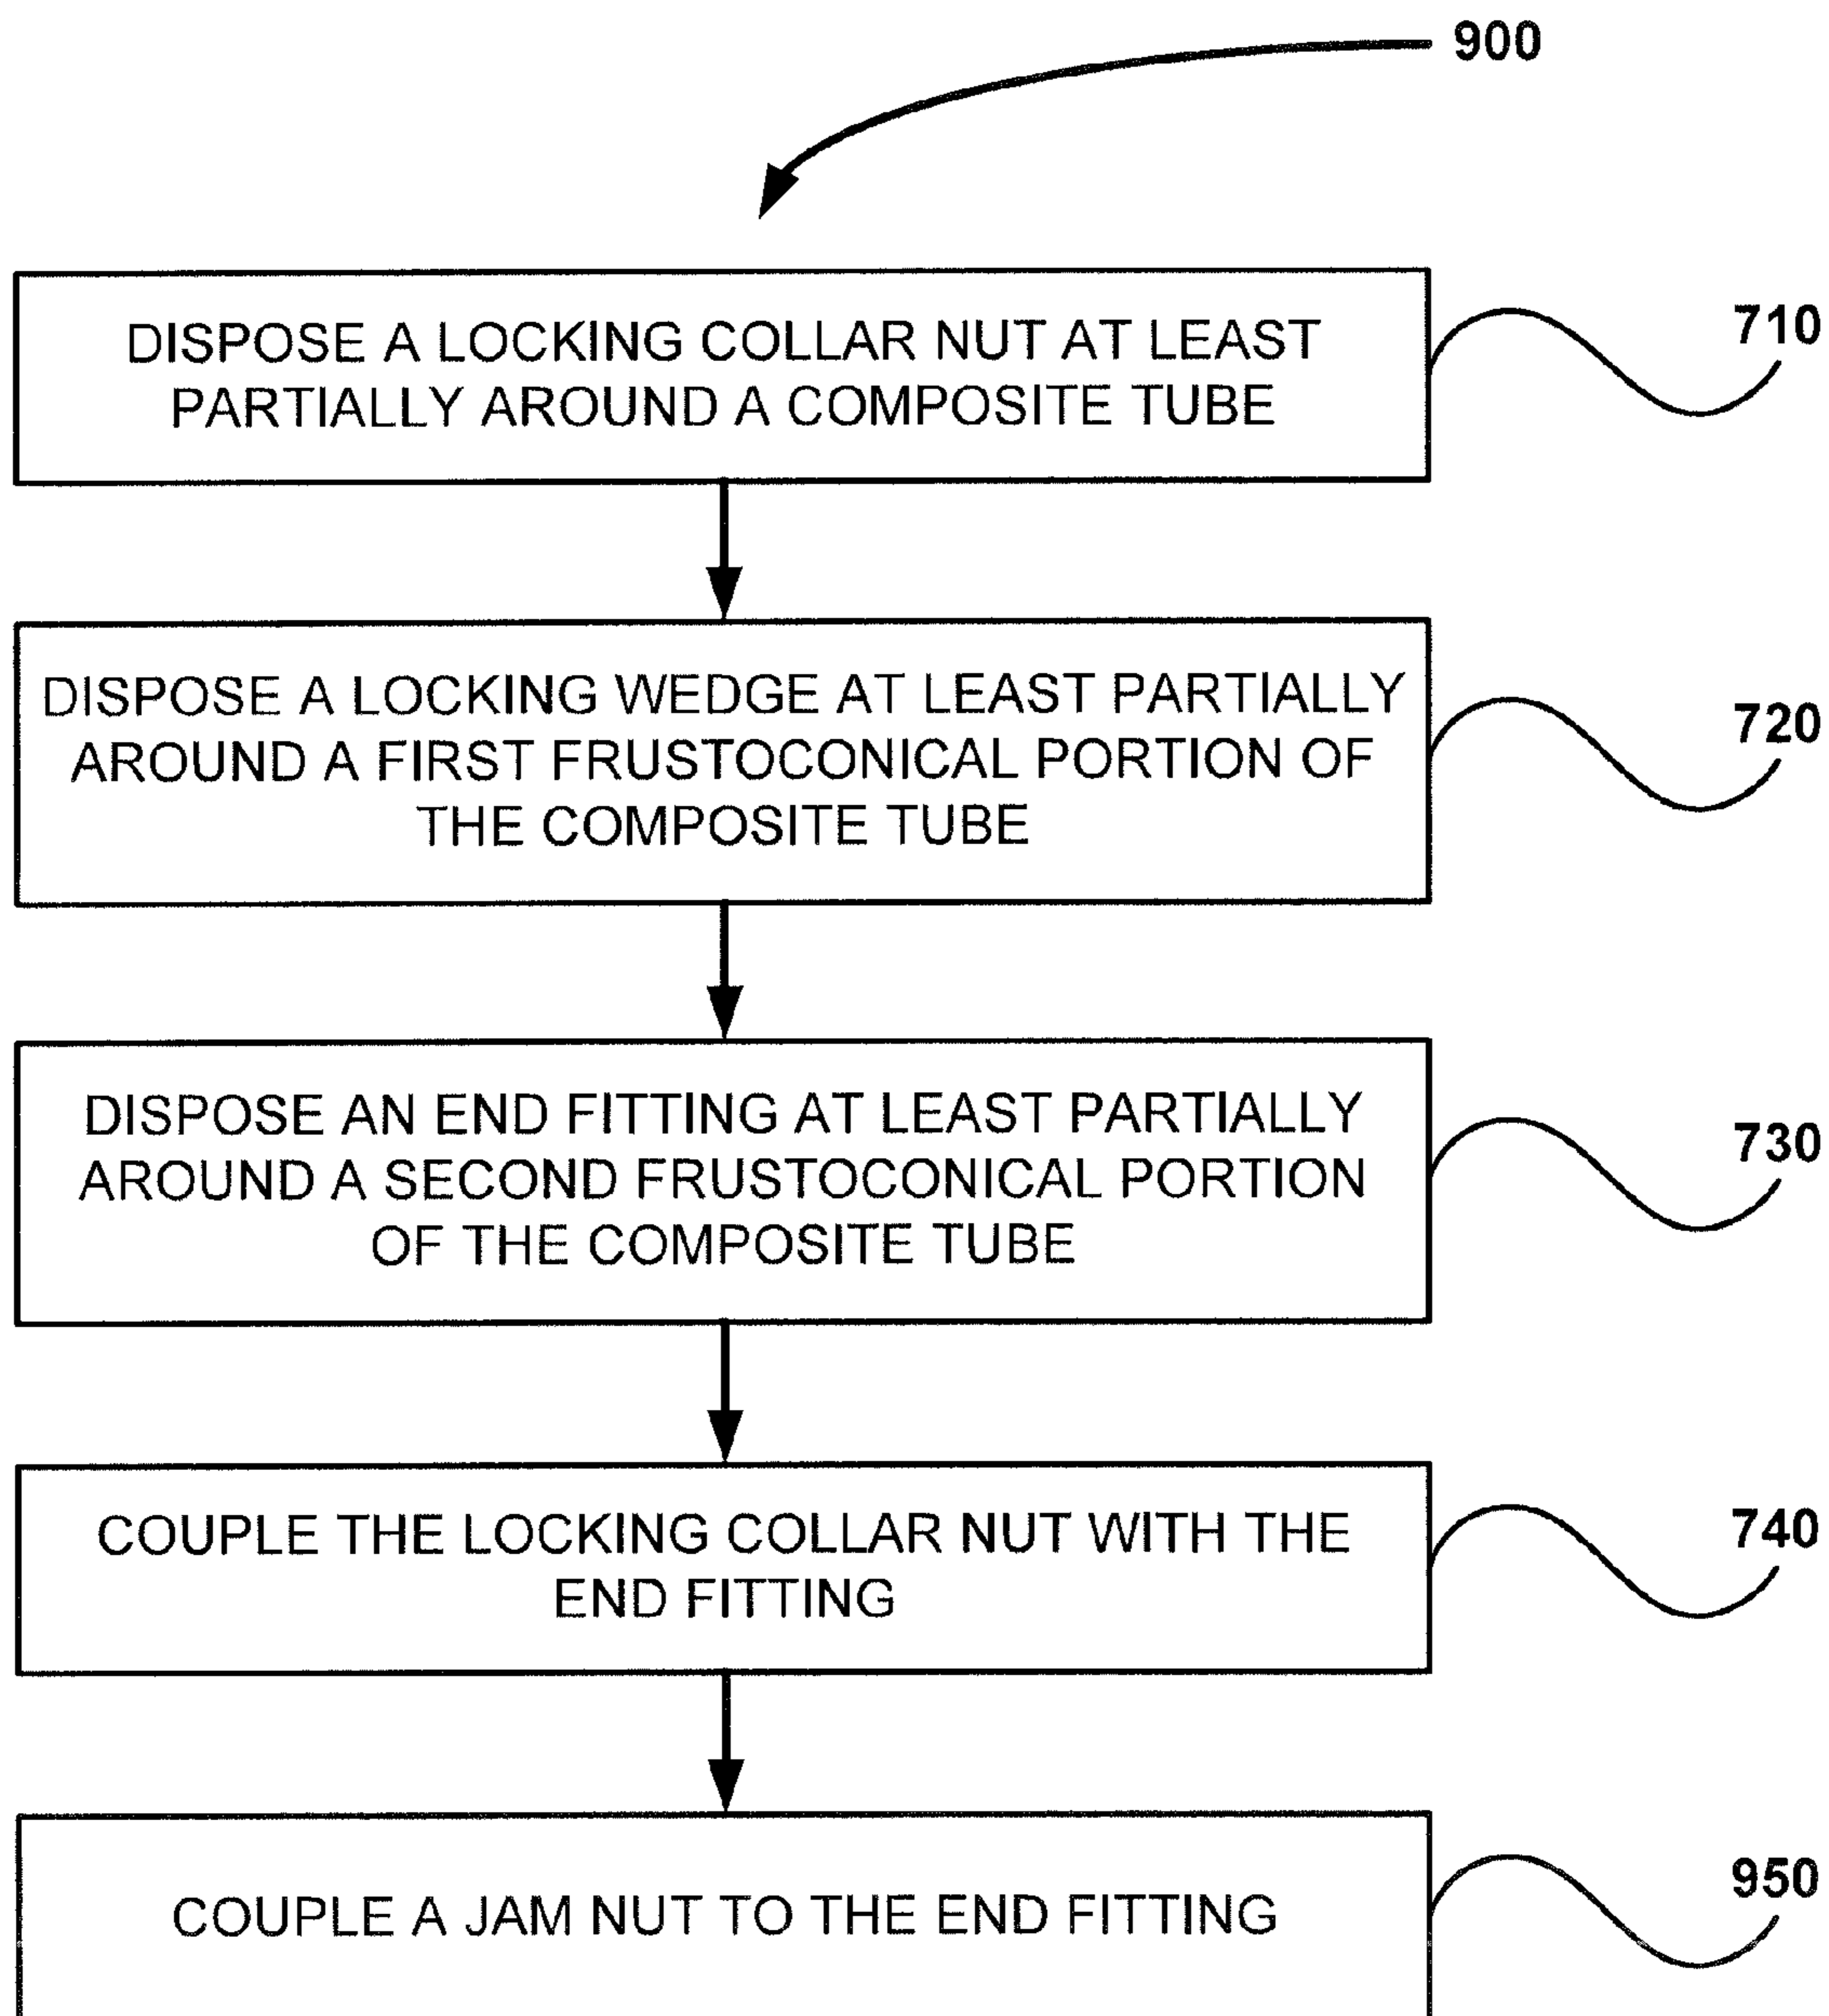 900
DISPOSE A LOCKING COLLAR NUT AT LEAST
PARTIALLY AROUND A COMPOSITE TUBE
710
DISPOSE A LOCKING WEDGE AT LEAST PARTIALLY
AROUND A FIRST FRUSTOCONICAL PORTION OF
THE COMPOSITE TUBE
720
DISPOSE AN END FITTING AT LEAST PARTIALLY
AROUND A SECOND FRUSTOCONICAL PORTION
OF THE COMPOSITE TUBE
730
COUPLE THE LOCKING COLLAR NUT WITH THE
END FITTING
740
COUPLE A JAM NUT TO THE END FITTING
950